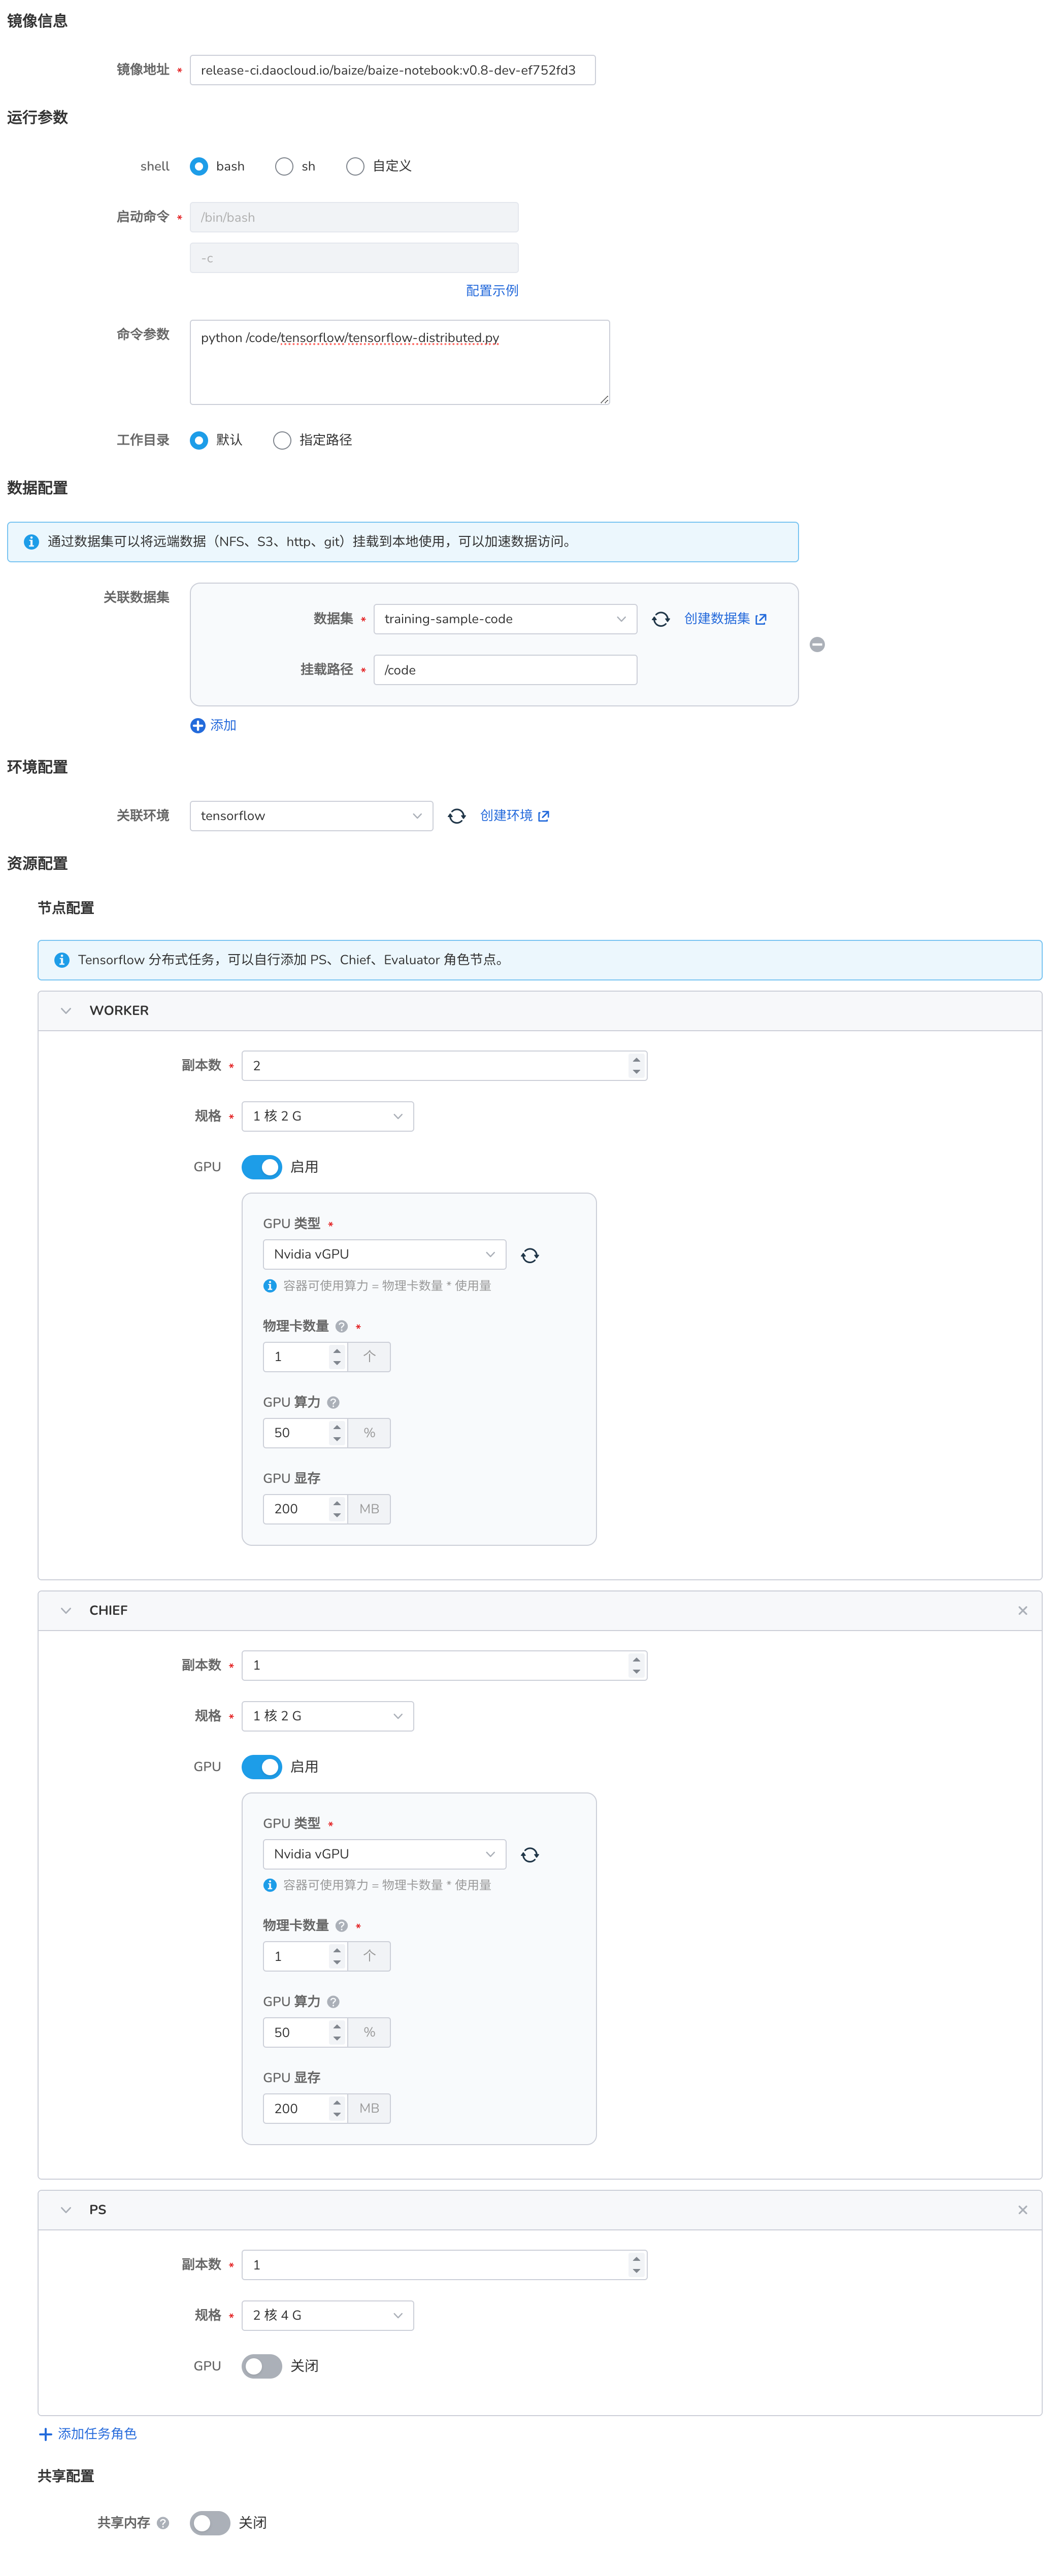 镜像信息
镜像地址 * release-ci.daocloud.io/baize/baize-notebook:v0.8-dev-ef752fd3
运行参数
shell bash sh 自定义
启动命令 * /bin/bash
-c
配置示例
命令参数 python /code/tensorflow/tensorflow-distributed.py
工作目录 默认 指定路径
数据配置
通过数据集可以将远端数据（NFS、S3、http、git）挂载到本地使用，可以加速数据访问。
关联数据集
数据集 * training-sample-code 创建数据集
挂载路径 * /code
添加
环境配置
关联环境 tensorflow 创建环境
资源配置
节点配置
Tensorflow 分布式任务，可以自行添加 PS、Chief、Evaluator 角色节点。
WORKER
副本数 * 2
规格 * 1 核 2 G
GPU 启用
GPU 类型 *
Nvidia vGPU
容器可使用算力 = 物理卡数量 * 使用量
物理卡数量 ? *
1 个
GPU 算力 ?
50 %
GPU 显存
200 MB
CHIEF
副本数 * 1
规格 * 1 核 2 G
GPU 启用
GPU 类型 *
Nvidia vGPU
容器可使用算力 = 物理卡数量 * 使用量
物理卡数量 ? *
1 个
GPU 算力 ?
50 %
GPU 显存
200 MB
PS
副本数 * 1
规格 * 2 核 4 G
GPU 关闭
添加任务角色
共享配置
共享内存 ? 关闭